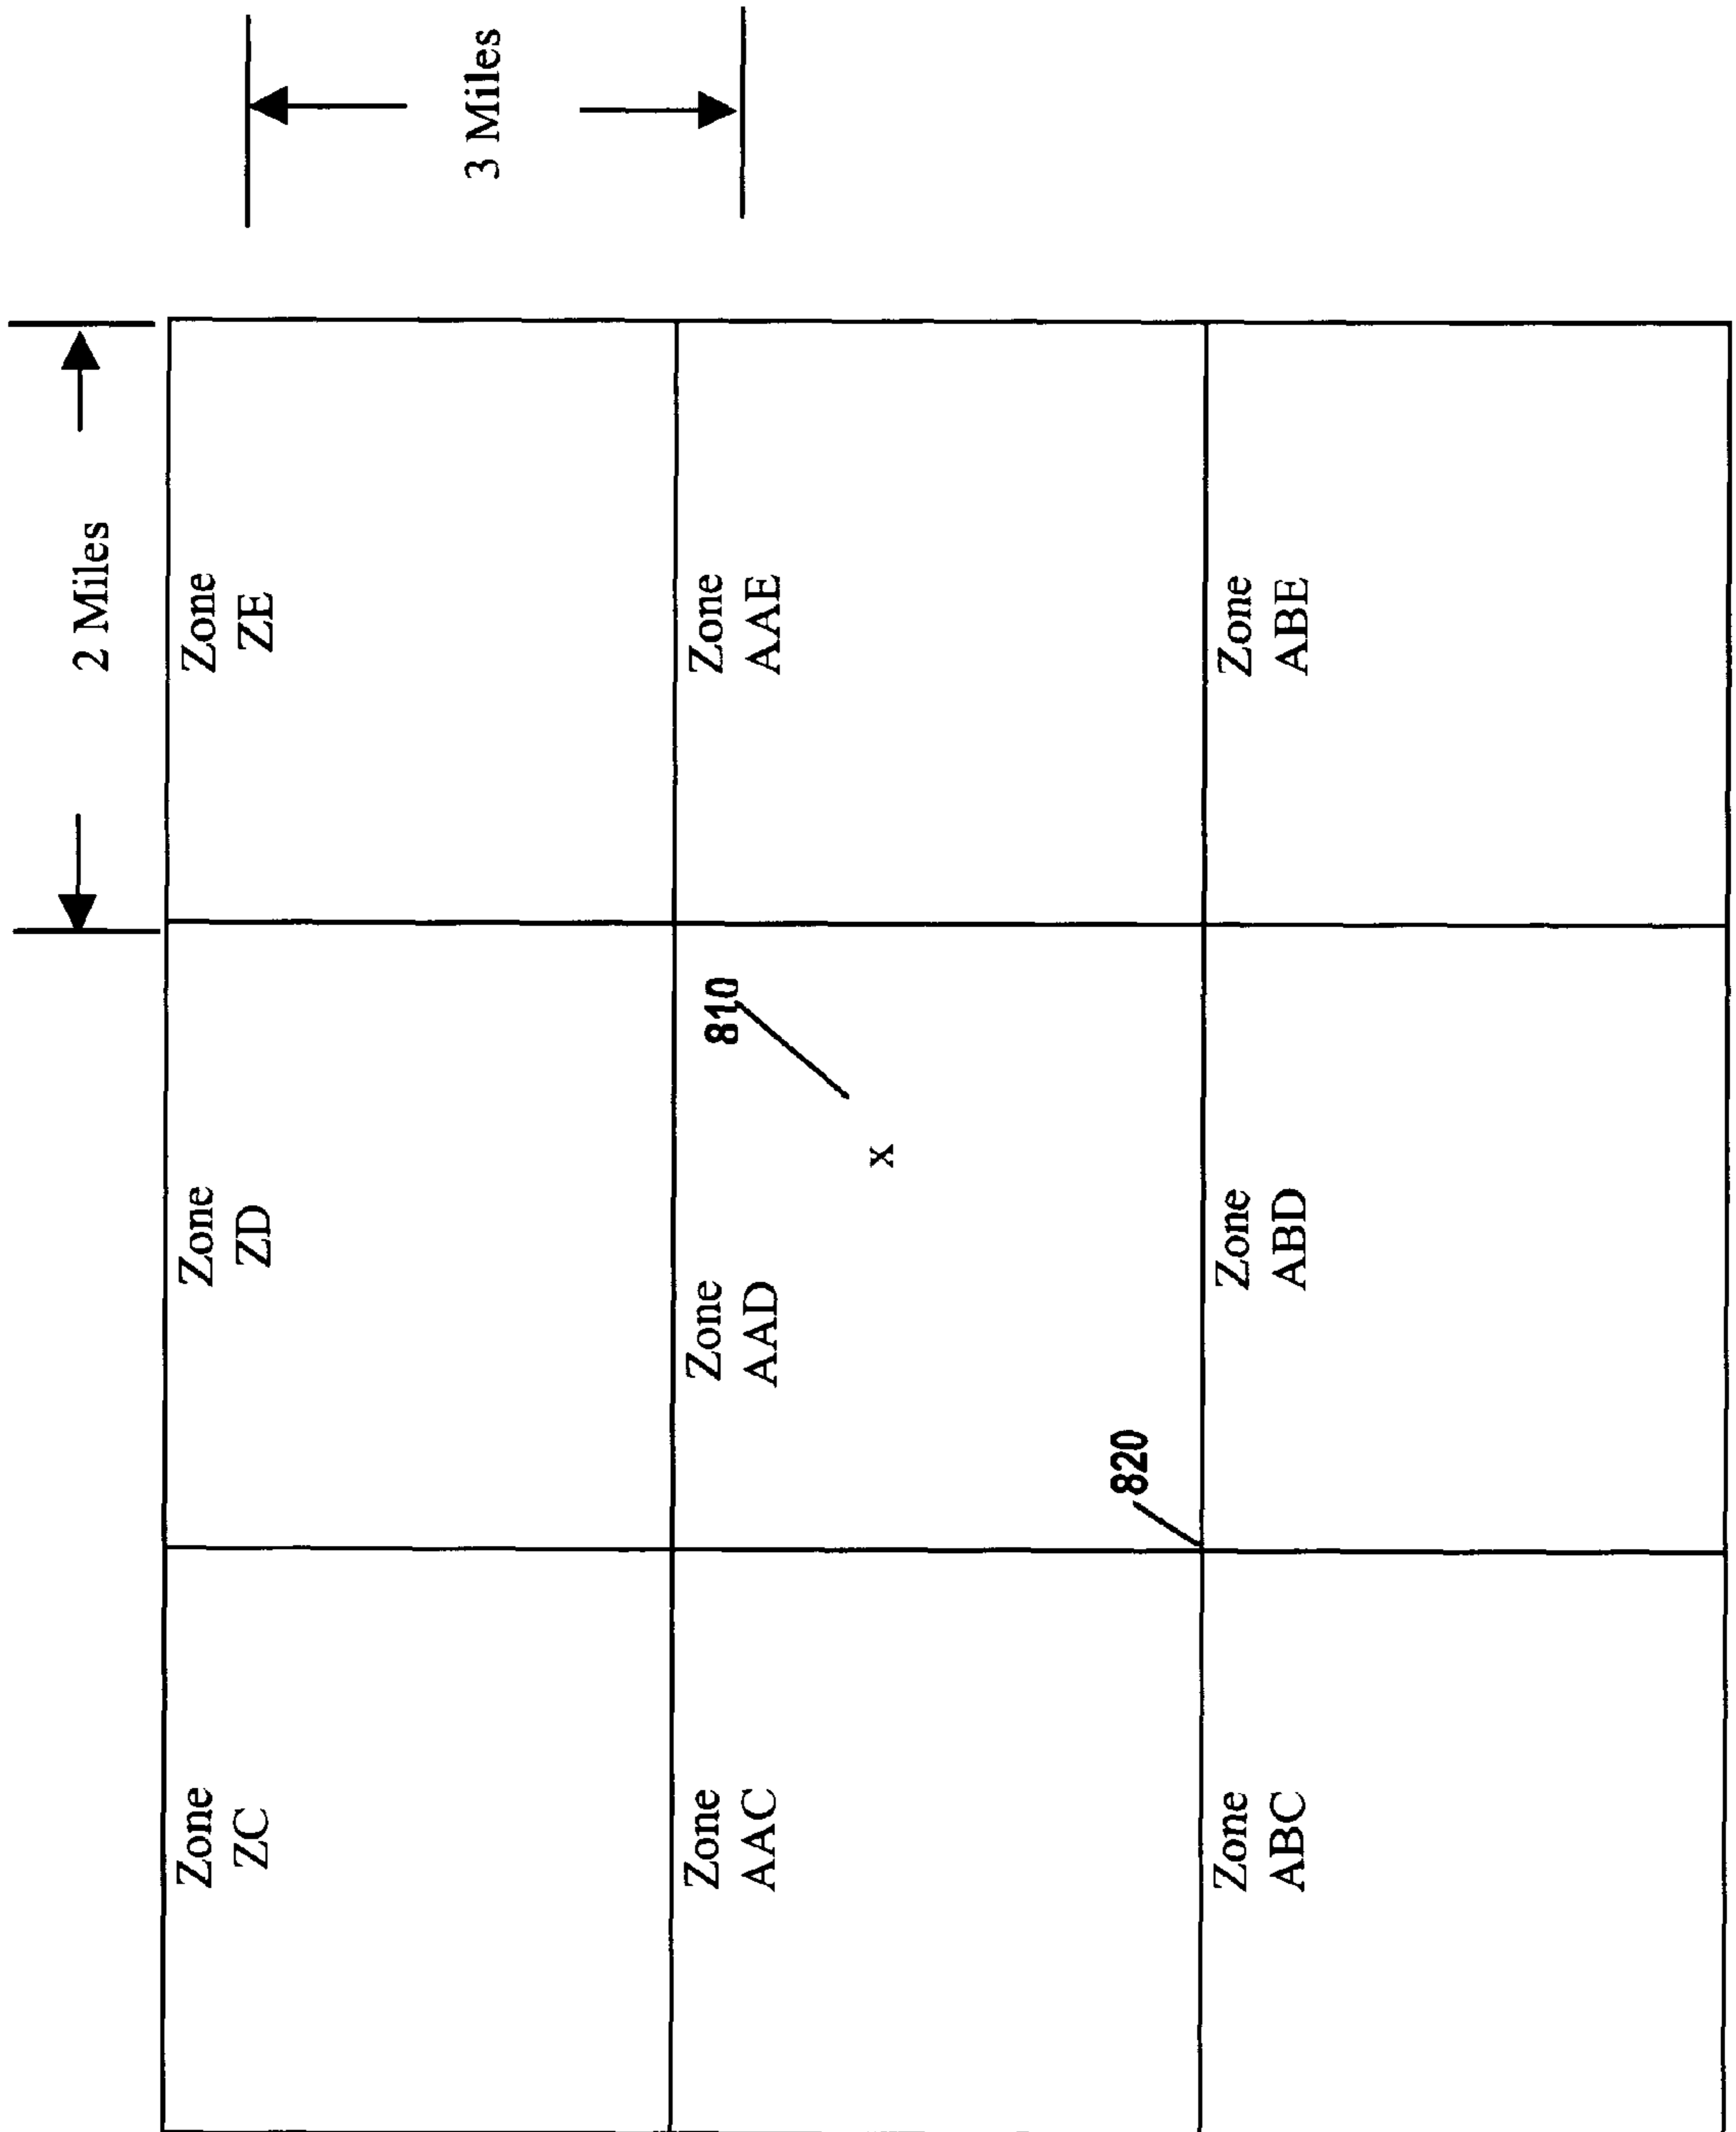 2 Miles
Zone
ZC
Zone
ZD
Zone
ZE
3 Miles
Zone
AAC
Zone
AAD
810
Zone
AAE
x
820
Zone
ABC
Zone
ABD
Zone
ABE